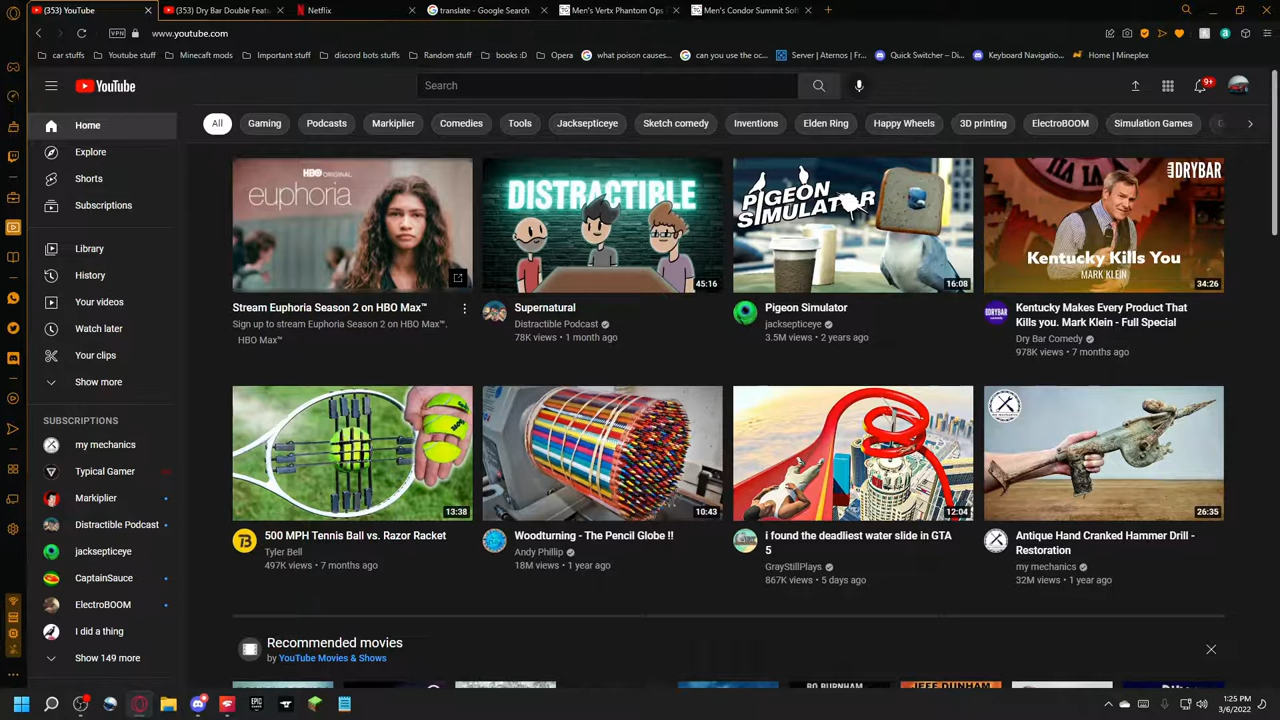 (353) YouTube
(353) Dry Bar Double Feat
Netflix
translate - Google Search
Men's Vertx Phantom Ops
Men's Condor Summit Sof
VPN
www.youtube.com
car stuffs
Youtube stuff
Minecaft mods
Important stuff
discord bots stuffs
Random stuff
books :D
Opera
what poison causes...
can you use the oc...
Server | Aternos | Fr...
Quick Switcher – Di...
Keyboard Navigatio...
Home | Mineplex
YouTube
Search
9+
All
Gaming
Podcasts
Markiplier
Comedies
Tools
Jacksepticeye
Sketch comedy
Inventions
Elden Ring
Happy Wheels
3D printing
ElectroBOOM
Simulation Games
Home
Explore
Shorts
Subscriptions
Library
History
Your videos
Watch later
Your clips
Show more
SUBSCRIPTIONS
my mechanics
Typical Gamer
Markiplier
Distractible Podcast
jacksepticeye
CaptainSauce
ElectroBOOM
I did a thing
Show 149 more
HBO ORIGINAL
euphoria
Stream Euphoria Season 2 on HBO Max™
Sign up to stream Euphoria Season 2 on HBO Max™.
HBO Max™
DISTRACTIBLE
45:16
Supernatural
Distractible Podcast
78K views • 1 month ago
PIGEON
SIMULATOR
16:08
Pigeon Simulator
jacksepticeye
3.5M views • 2 years ago
DRYBAR
Kentucky Kills You
MARK KLEIN
34:26
Kentucky Makes Every Product That
Kills you. Mark Klein - Full Special
Dry Bar Comedy
978K views • 7 months ago
13:38
500 MPH Tennis Ball vs. Razor Racket
Tyler Bell
497K views • 7 months ago
10:43
Woodturning - The Pencil Globe !!
Andy Phillip
18M views • 1 year ago
12:04
i found the deadliest water slide in GTA
5
GrayStillPlays
867K views • 5 days ago
26:35
Antique Hand Cranked Hammer Drill -
Restoration
my mechanics
32M views • 1 year ago
Recommended movies
by YouTube Movies & Shows
BO BURNHAM
JEFF DUNHAM
EPIC
1:25 PM
3/6/2022